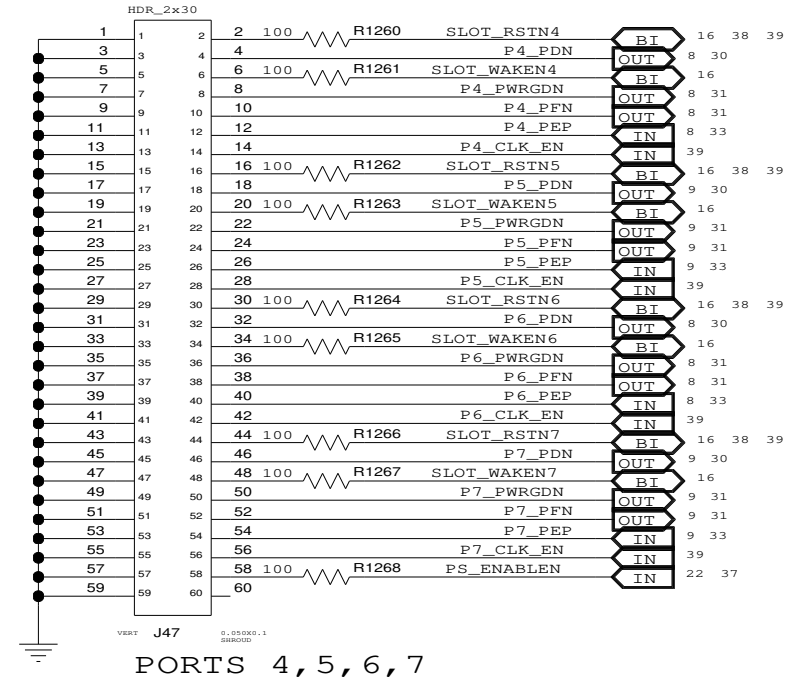 HDR_2x30
1 1 2 2 100 R1260 SLOT_RSTN4 BI 16 38 39
3 3 4 4 P4_PDN OUT 8 30
5 5 6 6 100 R1261 SLOT_WAKEN4 BI 16
7 7 8 8 P4_PWRGDN OUT 8 31
9 9 10 10 P4_PFN OUT 8 31
11 11 12 12 P4_PEP IN 8 33
13 13 14 14 P4_CLK_EN IN 39
15 15 16 16 100 R1262 SLOT_RSTN5 BI 16 38 39
17 17 18 18 P5_PDN OUT 9 30
19 19 20 20 100 R1263 SLOT_WAKEN5 BI 16
21 21 22 22 P5_PWRGDN OUT 9 31
23 23 24 24 P5_PFN OUT 9 31
25 25 26 26 P5_PEP IN 9 33
27 27 28 28 P5_CLK_EN IN 39
29 29 30 30 100 R1264 SLOT_RSTN6 BI 16 38 39
31 31 32 32 P6_PDN OUT 8 30
33 33 34 34 100 R1265 SLOT_WAKEN6 BI 16
35 35 36 36 P6_PWRGDN OUT 8 31
37 37 38 38 P6_PFN OUT 8 31
39 39 40 40 P6_PEP IN 8 33
41 41 42 42 P6_CLK_EN IN 39
43 43 44 44 100 R1266 SLOT_RSTN7 BI 16 38 39
45 45 46 46 P7_PDN OUT 9 30
47 47 48 48 100 R1267 SLOT_WAKEN7 BI 16
49 49 50 50 P7_PWRGDN OUT 9 31
51 51 52 52 P7_PFN OUT 9 31
53 53 54 54 P7_PEP IN 9 33
55 55 56 56 P7_CLK_EN IN 39
57 57 58 58 100 R1268 PS_ENABLEN IN 22 37
59 59 60 60
VERT J47 0.050X0.1
SHROUD
PORTS 4,5,6,7